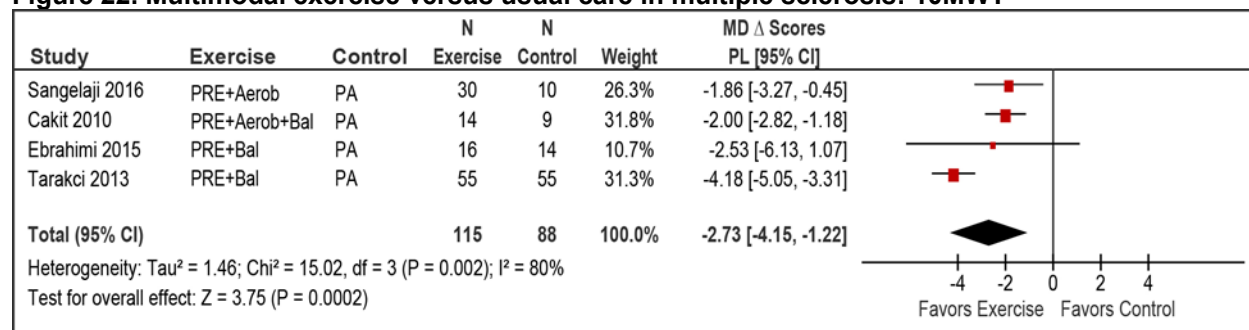 Figure 22. Multimodal exercise versus usual care in multiple sclerosis: 10MWT
N N MD Δ Scores
Study Exercise Control Exercise Control Weight PL [95% CI]
Sangelaji 2016 PRE+Aerob PA 30 10 26.3% -1.86 [-3.27, -0.45]
Cakit 2010 PRE+Aerob+Bal PA 14 9 31.8% -2.00 [-2.82, -1.18]
Ebrahimi 2015 PRE+Bal PA 16 14 10.7% -2.53 [-6.13, 1.07]
Tarakci 2013 PRE+Bal PA 55 55 31.3% -4.18 [-5.05, -3.31]
Total (95% CI) 115 88 100.0% -2.73 [-4.15, -1.22]
Heterogeneity: Tau² = 1.46; Chi² = 15.02, df = 3 (P = 0.002); I² = 80%
Test for overall effect: Z = 3.75 (P = 0.0002)
-4 -2 0 2 4
Favors Exercise Favors Control